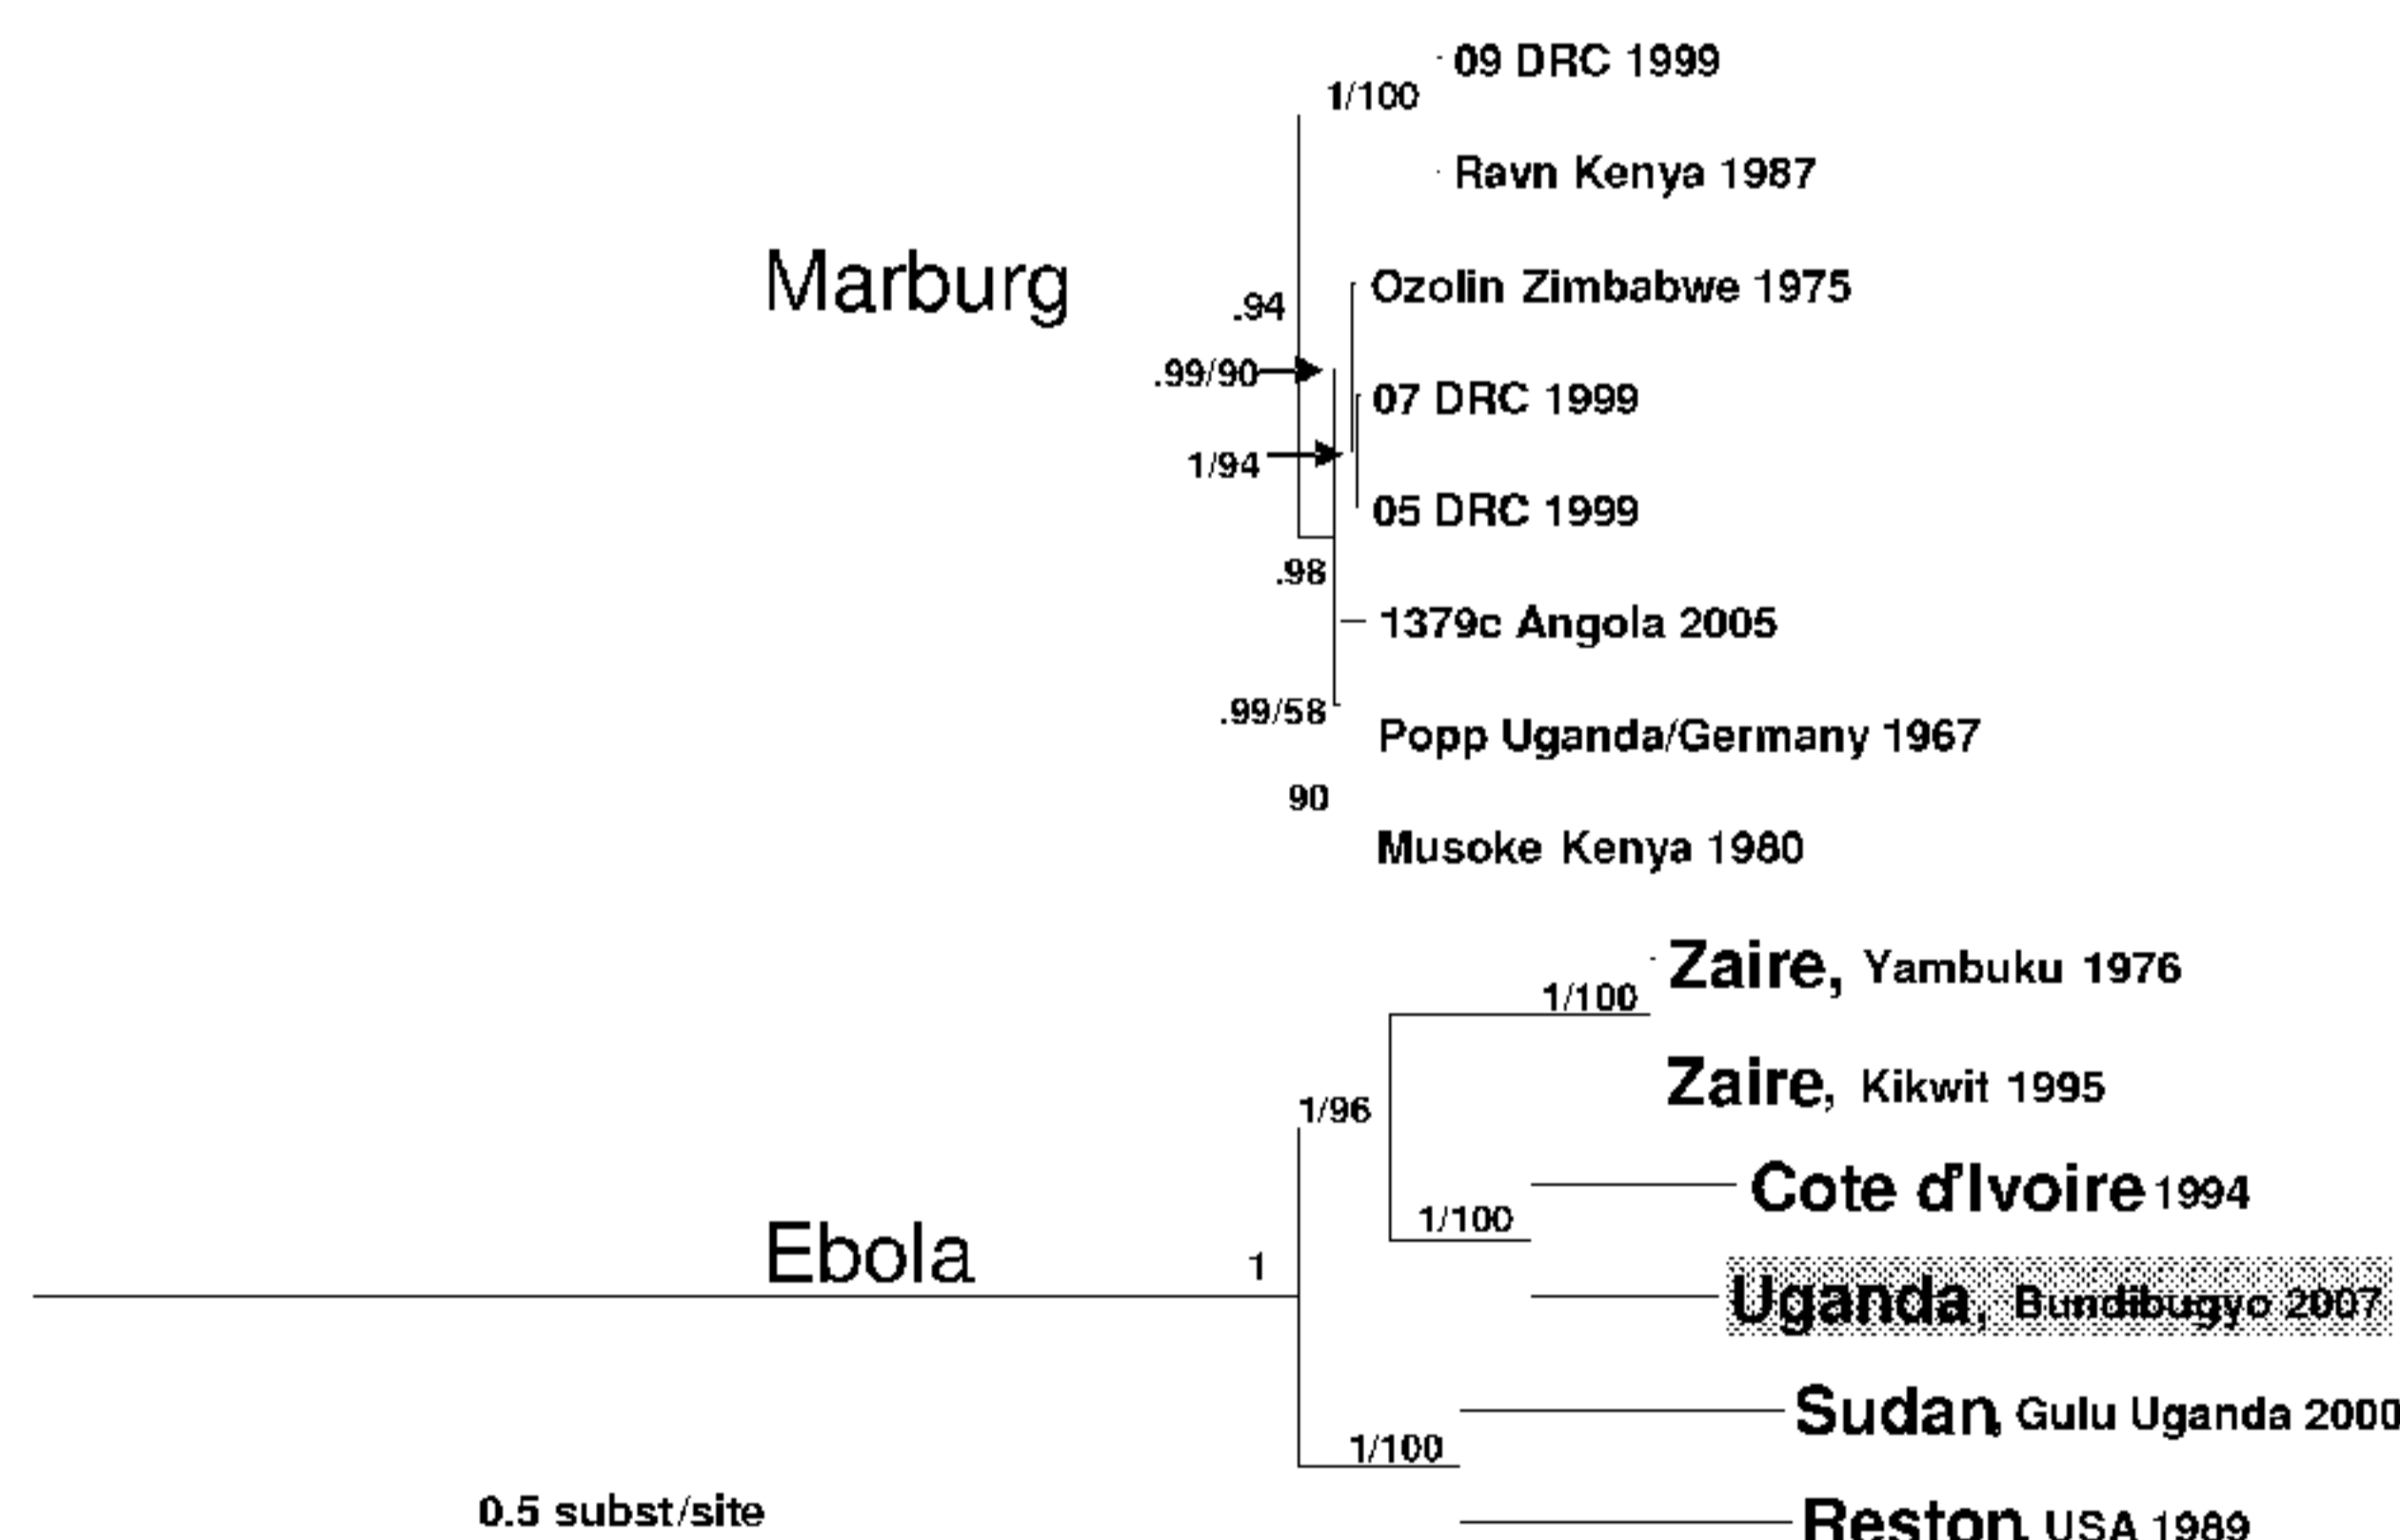 09 DRC 1999
1/100
Ravn Kenya 1987
Marburg
Ozolin Zimbabwe 1975
.94
.99/90
07 DRC 1999
1/94
05 DRC 1999
.98
1379c Angola 2005
.99/58
Popp Uganda/Germany 1967
90
Musoke Kenya 1980
Zaire, Yambuku 1976
1/100
Zaire, Kikwit 1995
1/96
Cote d'Ivoire 1994
1/100
Ebola
1
Uganda, Bundibugyo 2007
Sudan, Gulu Uganda 2000
1/100
0.5 subst/site
Reston, USA 1989